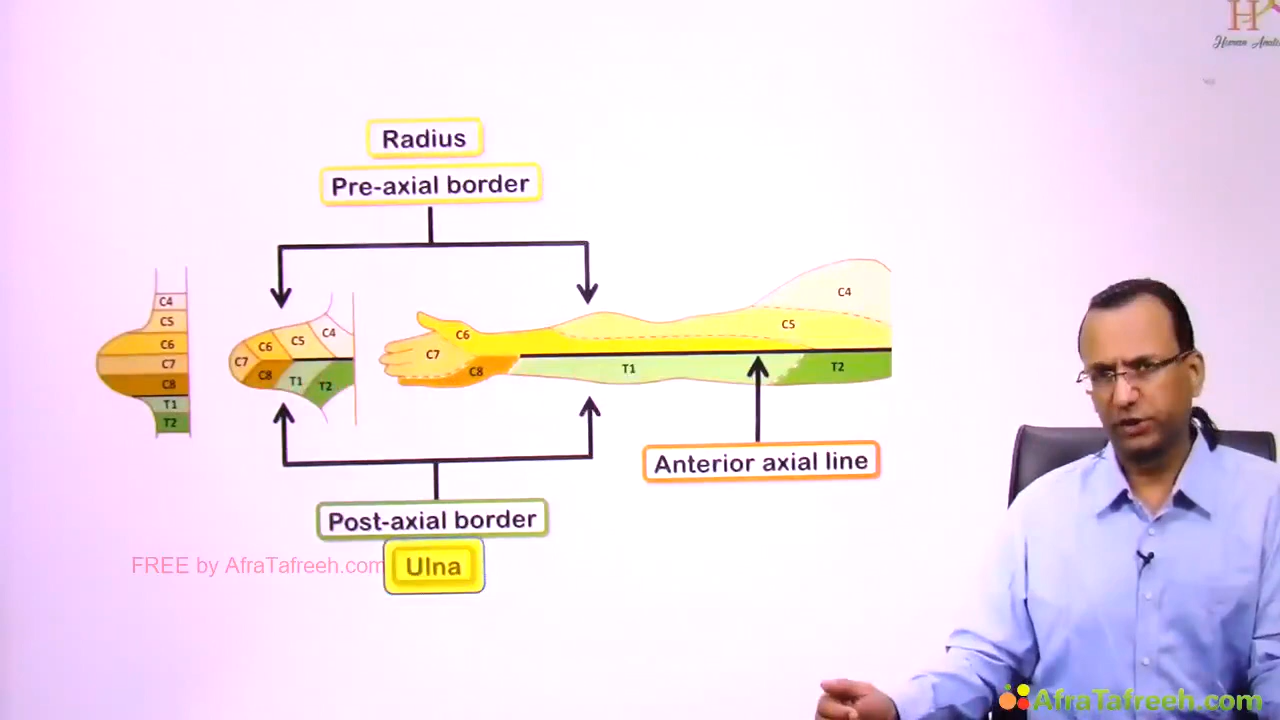 H
Human
Radius
Pre-axial border
C4
C5
C6
C7
C8
T1
T2
C4
C5
C6
C7
C8
T1
T2
C4
C5
C6
C7
C8
T1
T2
Anterior axial line
Post-axial border
Ulna
FREE by AfraTafreeh.com
AfraTafreeh.com